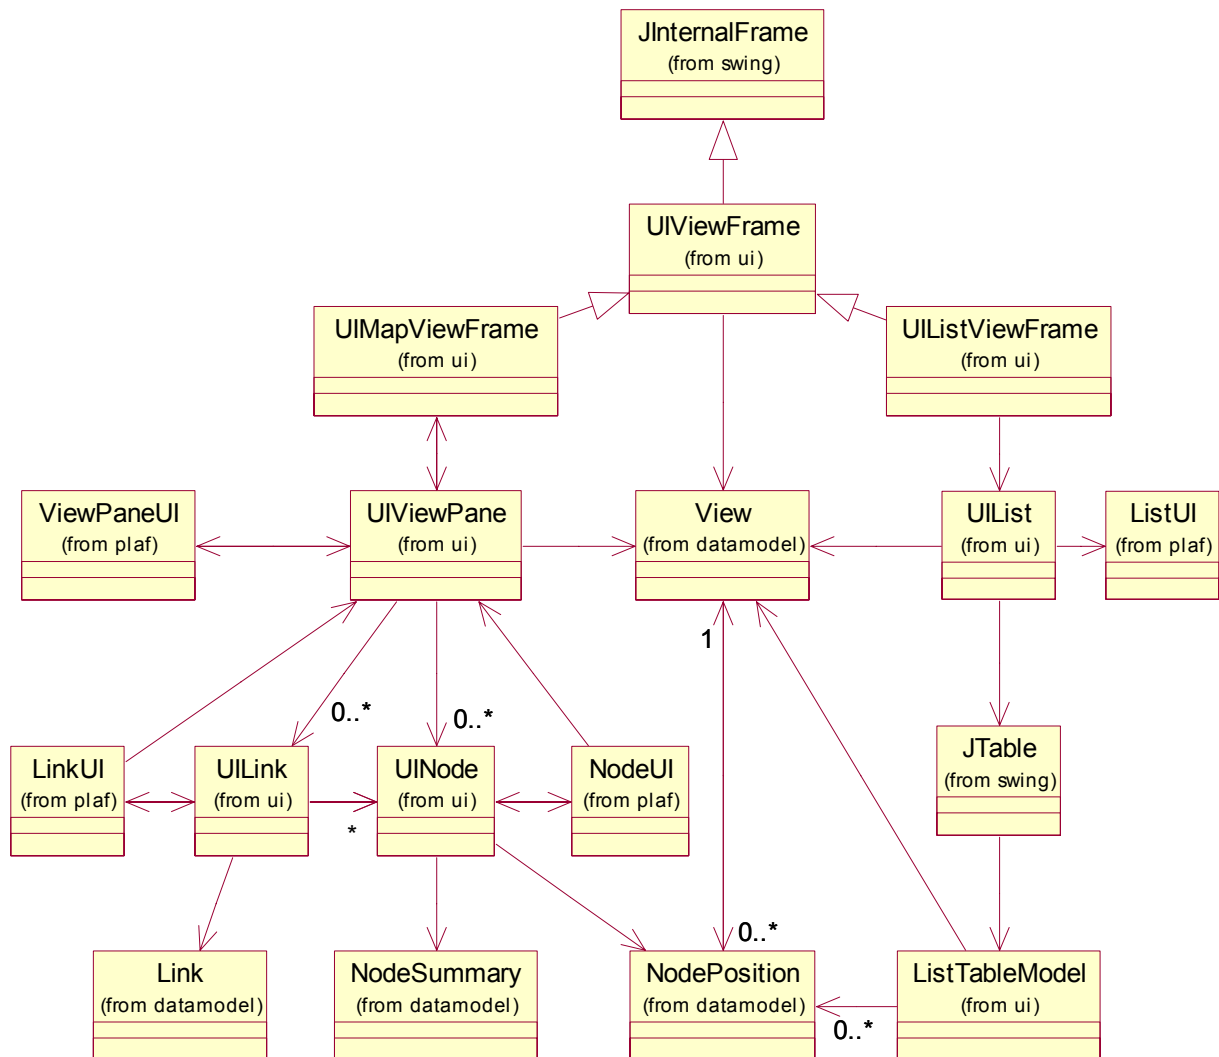 JInternalFrame
(from swing)
UIViewFrame
(from ui)
UIMapViewFrame
(from ui)
UIListViewFrame
(from ui)
ViewPaneUI
(from plaf)
UIViewPane
(from ui)
View
(from datamodel)
UIList
(from ui)
ListUI
(from plaf)
1
0..*
0..*
LinkUI
(from plaf)
UILink
(from ui)
*
UINode
(from ui)
NodeUI
(from plaf)
JTable
(from swing)
0..*
Link
(from datamodel)
NodeSummary
(from datamodel)
NodePosition
(from datamodel)
0..*
ListTableModel
(from ui)